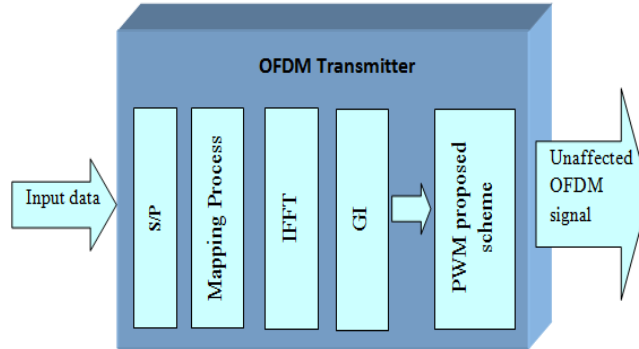 OFDM Transmitter
Input data
S/P
Mapping Process
IFFT
GI
PWM proposed
scheme
Unaffected
OFDM
signal